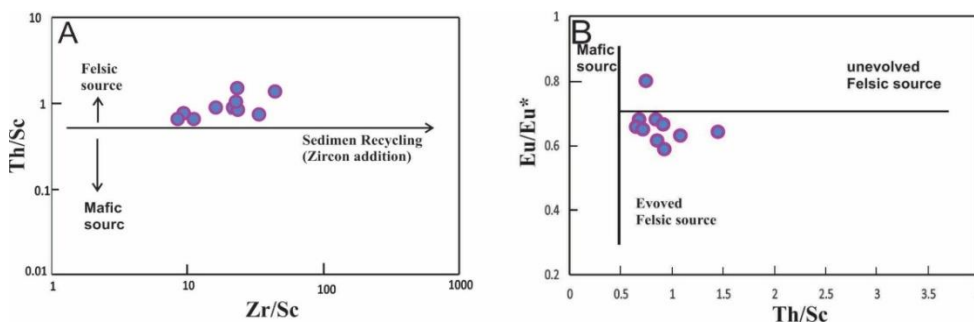 A
10
1
0.1
0.01
Th/Sc
Felsic
source
Sedimen Recycling
(Zircon addition)
Mafic
sourc
1
10
100
1000
Zr/Sc
B
1
0.8
0.6
0.4
0.2
Eu/Eu*
Mafic
sourc
unevolved
Felsic source
Evoved
Felsic source
0
0.5
1
1.5
2
2.5
3
3.5
Th/Sc